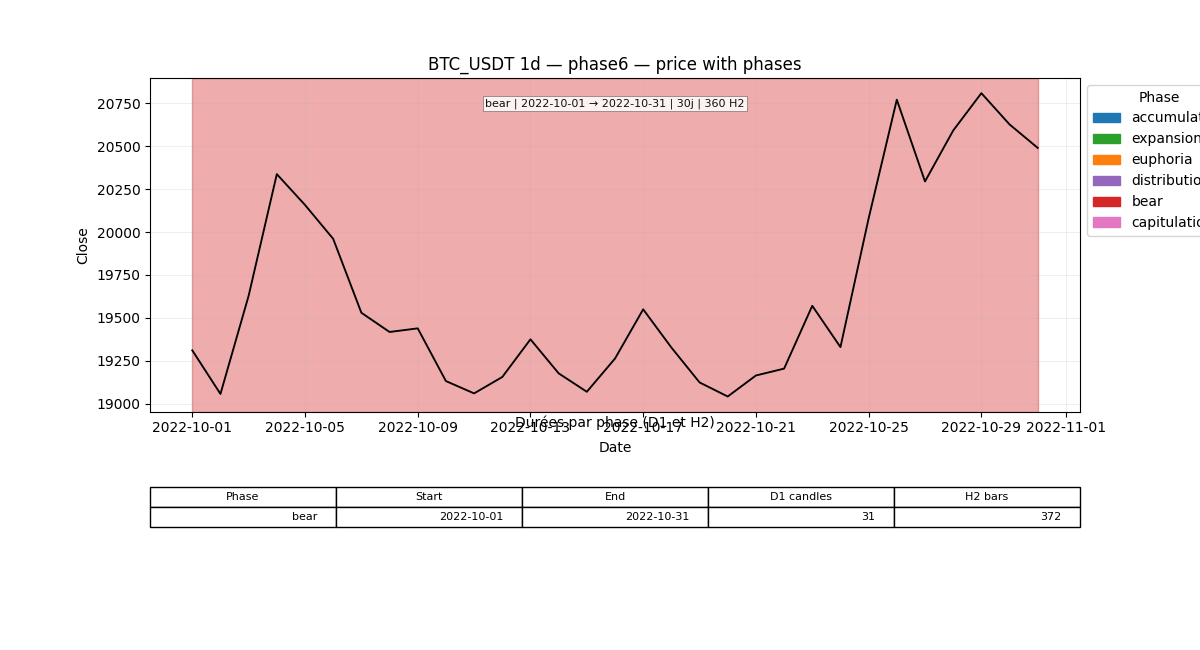 BTC_USDT 1d — phase6 — price with phases
bear | 2022-10-01 → 2022-10-31 | 30j | 360 H2
Phase
accumulat
expansion
euphoria
distributio
bear
capitulatio
Close
20750
20500
20250
20000
19750
19500
19250
19000
Durées par phase (D1 et H2)
2022-10-01 2022-10-05 2022-10-09 2022-10-13 2022-10-17 2022-10-21 2022-10-25 2022-10-29 2022-11-01
Date
Phase Start End D1 candles H2 bars
bear 2022-10-01 2022-10-31 31 372